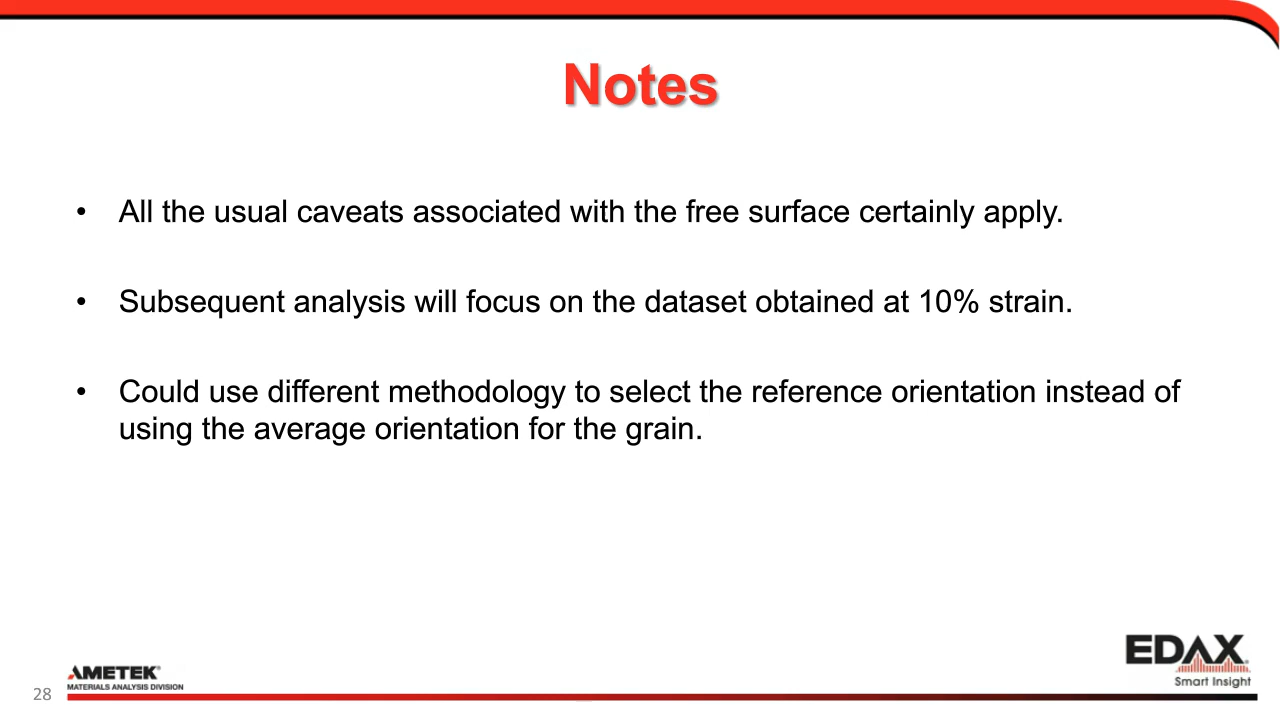 Notes
• All the usual caveats associated with the free surface certainly apply.
• Subsequent analysis will focus on the dataset obtained at 10% strain.
• Could use different methodology to select the reference orientation instead of
using the average orientation for the grain.
28
AMETEK®
MATERIALS ANALYSIS DIVISION
EDAX®
Smart Insight